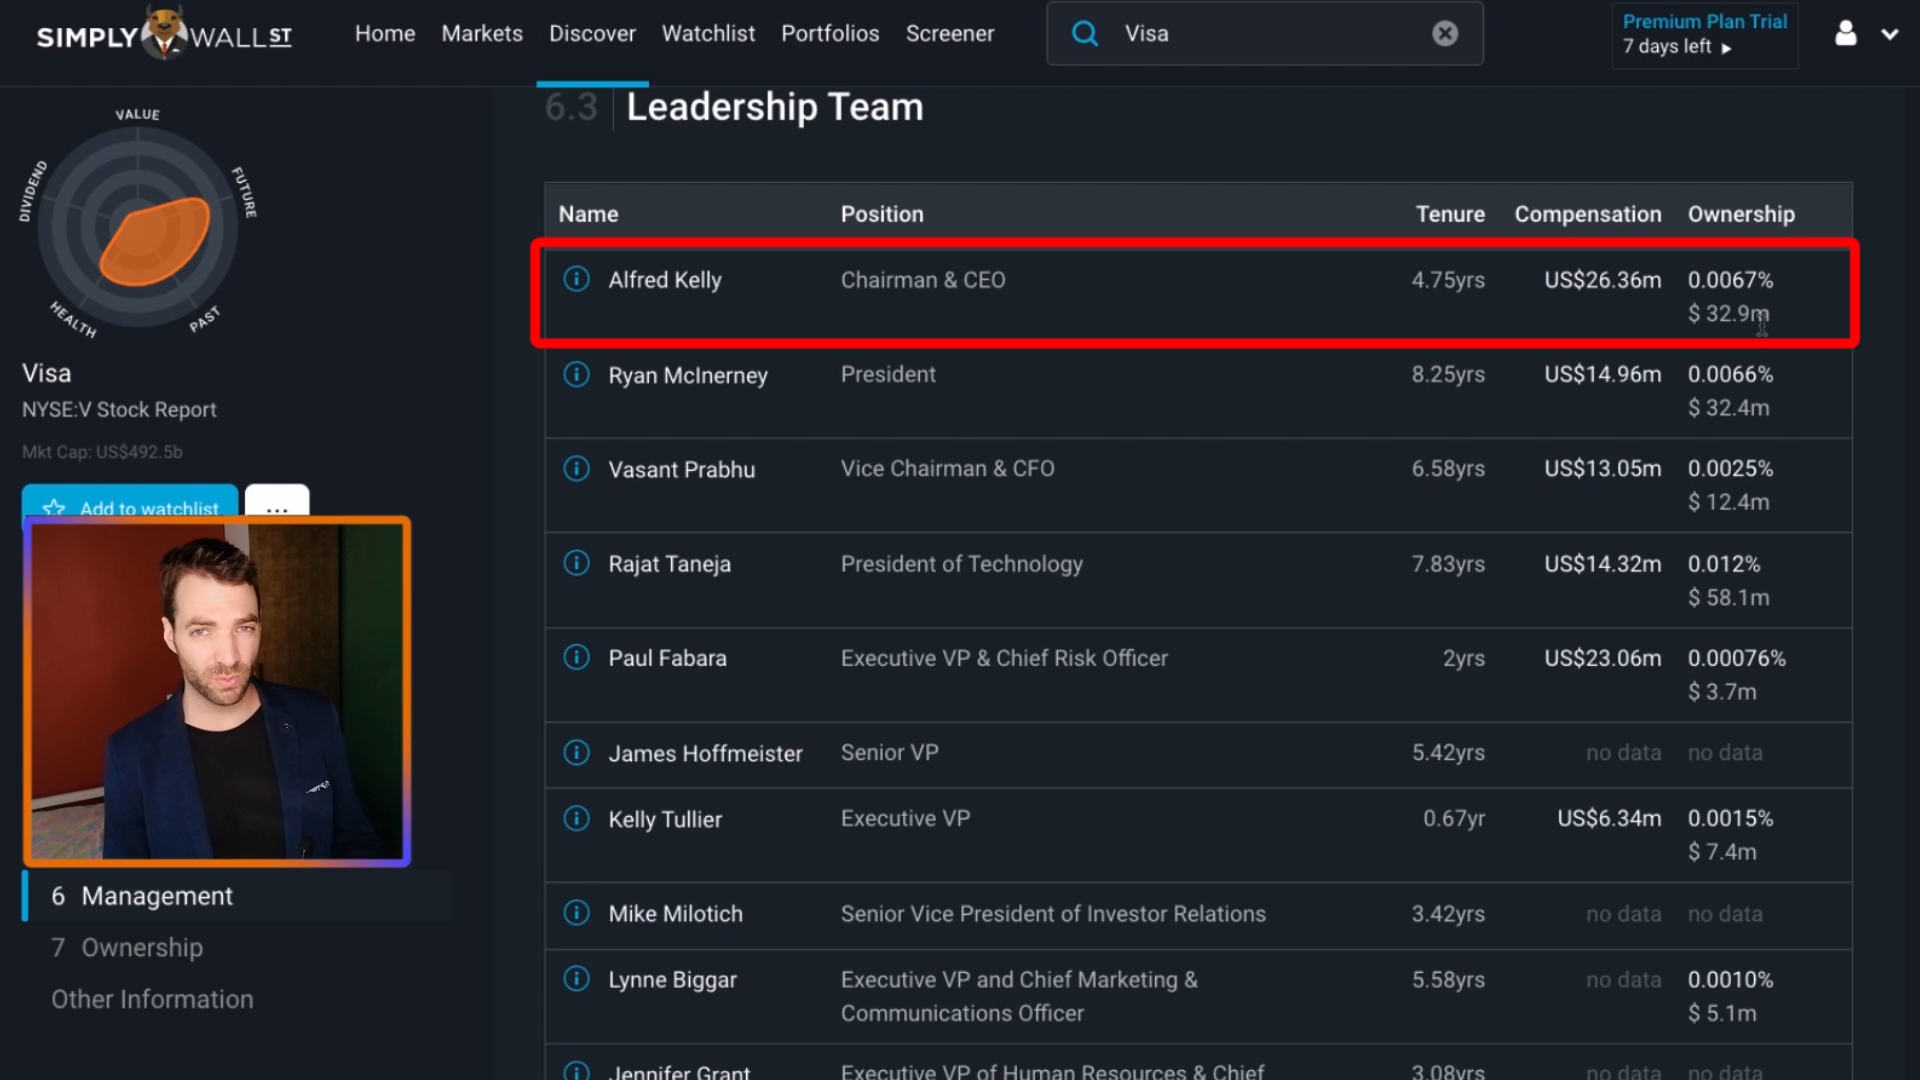 SIMPLY WALL ST
Home Markets Discover Watchlist Portfolios Screener
Visa
Premium Plan Trial
7 days left
VALUE
FUTURE
PAST
HEALTH
DIVIDEND
Visa
NYSE:V Stock Report
Mkt Cap: US$492.5b
Add to watchlist ...
6 Management
7 Ownership
Other Information
6.3 Leadership Team
Name Position Tenure Compensation Ownership
Alfred Kelly Chairman & CEO 4.75yrs US$26.36m 0.0067%
$ 32.9m
Ryan McInerney President 8.25yrs US$14.96m 0.0066%
$ 32.4m
Vasant Prabhu Vice Chairman & CFO 6.58yrs US$13.05m 0.0025%
$ 12.4m
Rajat Taneja President of Technology 7.83yrs US$14.32m 0.012%
$ 58.1m
Paul Fabara Executive VP & Chief Risk Officer 2yrs US$23.06m 0.00076%
$ 3.7m
James Hoffmeister Senior VP 5.42yrs no data no data
Kelly Tullier Executive VP 0.67yr US$6.34m 0.0015%
$ 7.4m
Mike Milotich Senior Vice President of Investor Relations 3.42yrs no data no data
Lynne Biggar Executive VP and Chief Marketing & 5.58yrs no data 0.0010%
Communications Officer $ 5.1m
Jennifer Grant Executive VP of Human Resources & Chief 3.08yrs no data no data